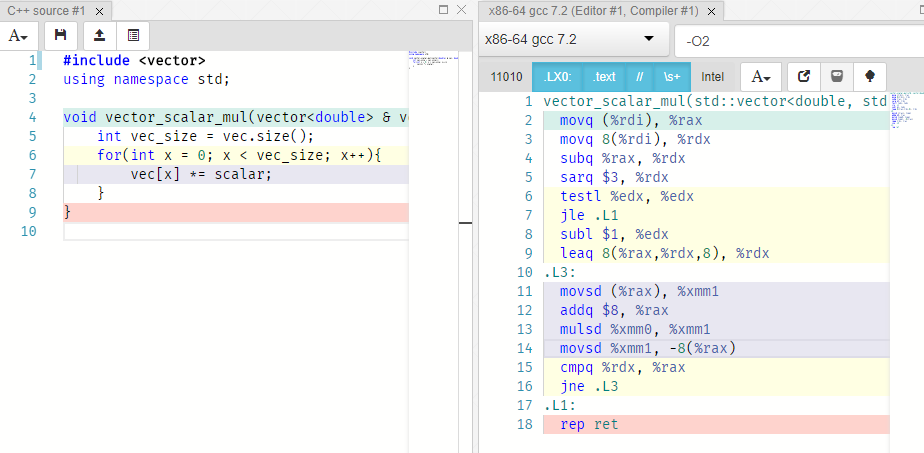 C++ source #1 ×
A
1 #include <vector>
2 using namespace std;
3
4 void vector_scalar_mul(vector<double> & v
5 int vec_size = vec.size();
6 for(int x = 0; x < vec_size; x++){
7 vec[x] *= scalar;
8 }
9 }
10
x86-64 gcc 7.2 (Editor #1, Compiler #1) ×
x86-64 gcc 7.2
-O2
11010 .LX0: .text // \s+ Intel A
1 vector_scalar_mul(std::vector<double, std
2 movq (%rdi), %rax
3 movq 8(%rdi), %rdx
4 subq %rax, %rdx
5 sarq $3, %rdx
6 testl %edx, %edx
7 jle .L1
8 subl $1, %edx
9 leaq 8(%rax,%rdx,8), %rdx
10 .L3:
11 movsd (%rax), %xmm1
12 addq $8, %rax
13 mulsd %xmm0, %xmm1
14 movsd %xmm1, -8(%rax)
15 cmpq %rdx, %rax
16 jne .L3
17 .L1:
18 rep ret